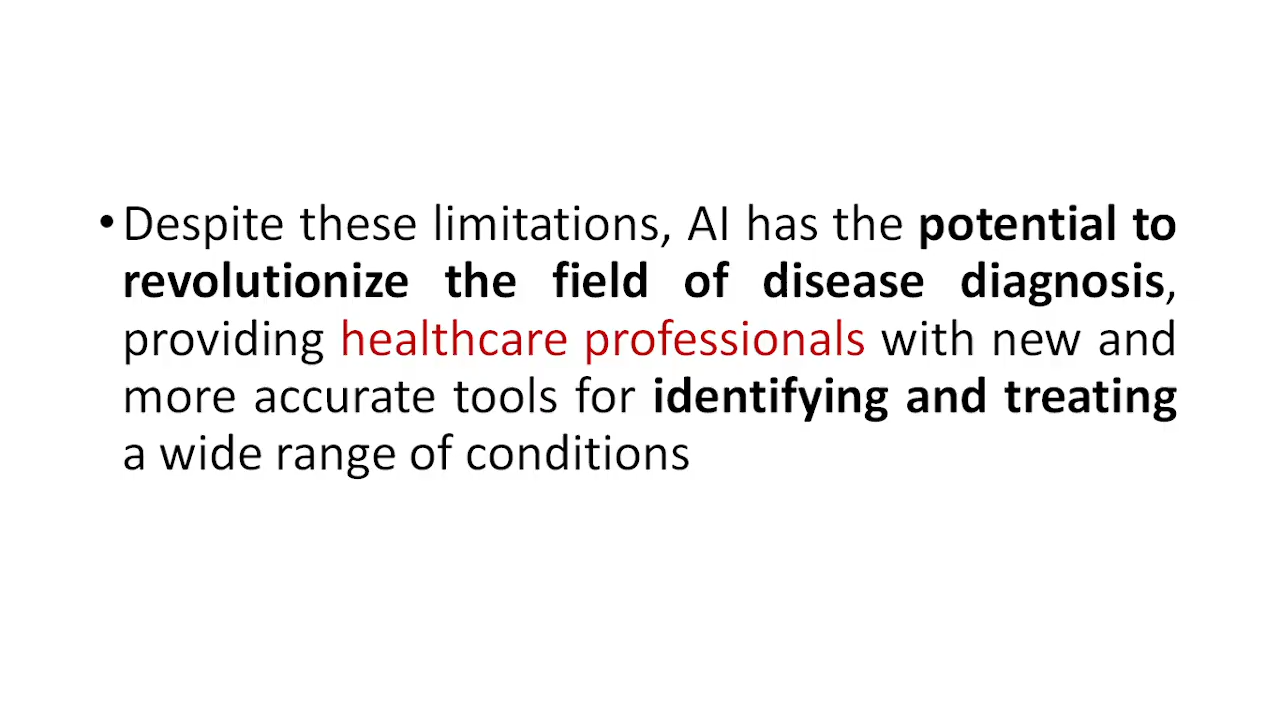 • Despite these limitations, AI has the potential to
revolutionize the field of disease diagnosis,
providing healthcare professionals with new and
more accurate tools for identifying and treating
a wide range of conditions